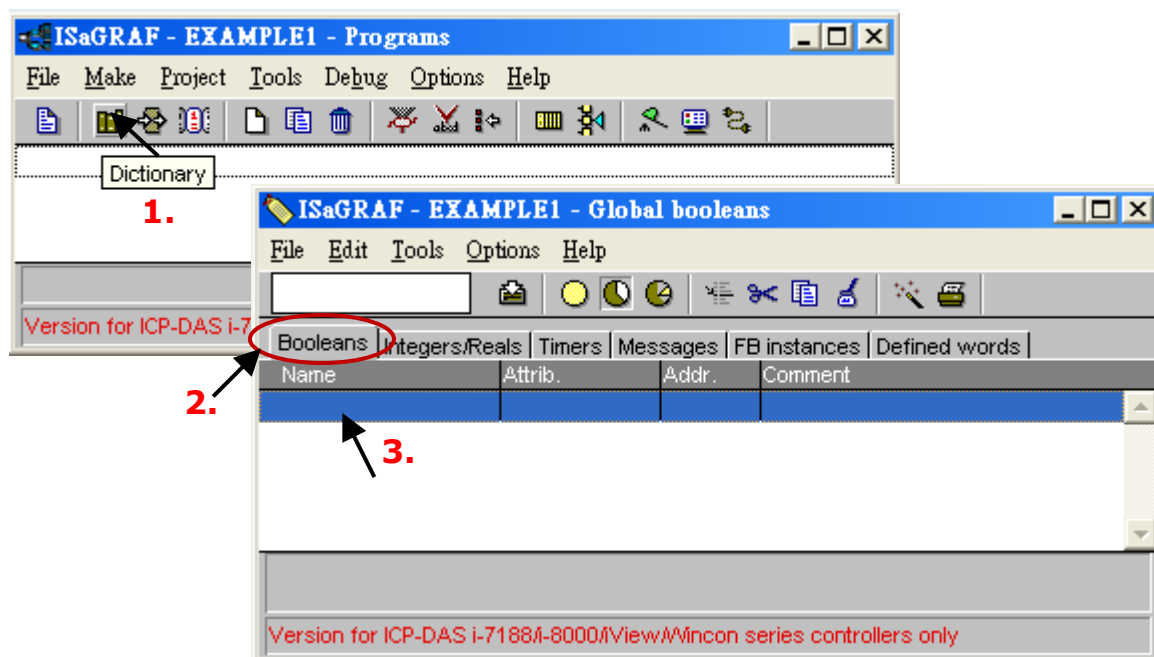 ISaGRAF - EXAMPLE1 - Programs
File Make Project Tools Debug Options Help
Dictionary
1.
Version for ICP-DAS i-7
ISaGRAF - EXAMPLE1 - Global booleans
File Edit Tools Options Help
Booleans Integers/Reals Timers Messages FB instances Defined words
2.
Name Attrib. Addr. Comment
3.
Version for ICP-DAS i-7188/i-8000/iView/Wincon series controllers only